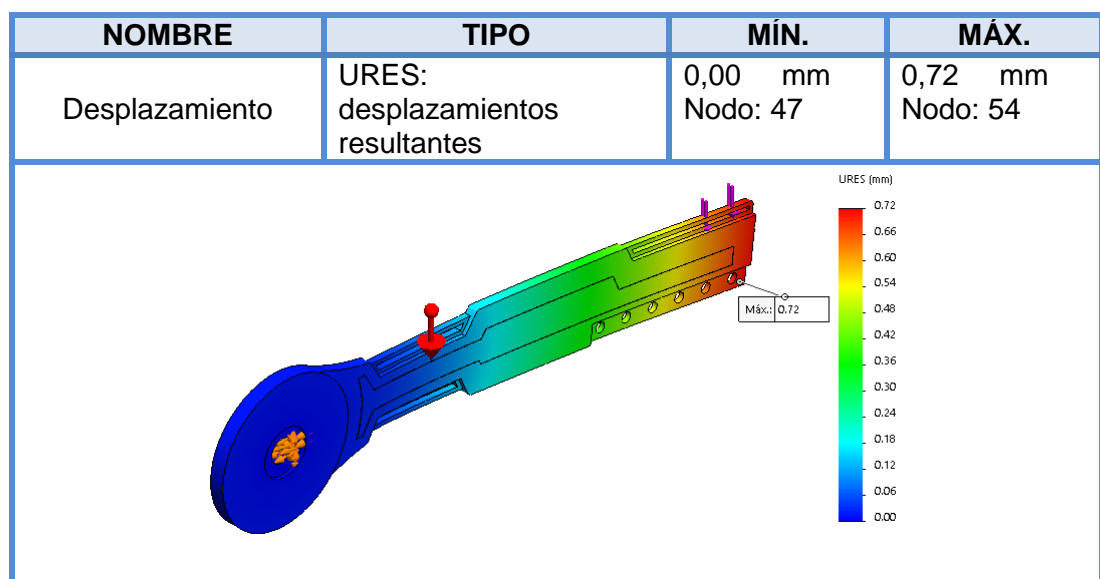 NOMBRE TIPO MÍN. MÁX.
Desplazamiento
URES:
desplazamientos
resultantes
0,00 mm
Nodo: 47
0,72 mm
Nodo: 54
URES (mm)
0.72
0.66
0.60
0.54
0.48
0.42
0.36
0.30
0.24
0.18
0.12
0.06
0.00
Máx.: 0.72